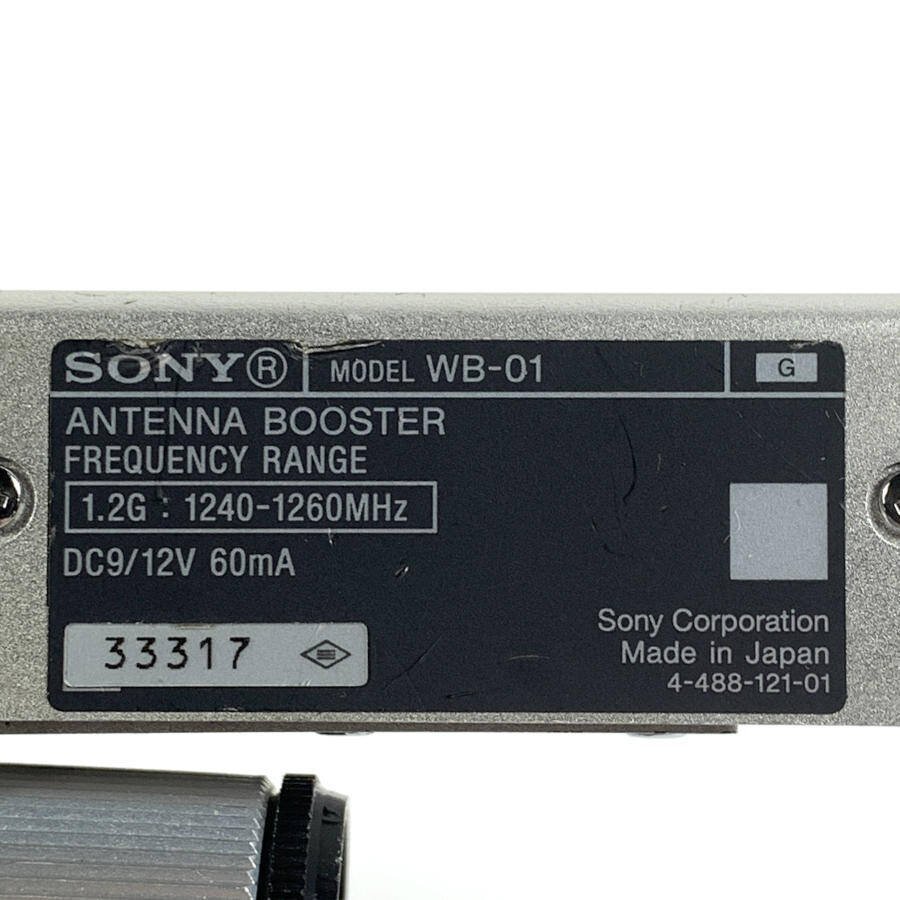 SONY® MODEL WB-01 G
ANTENNA BOOSTER
FREQUENCY RANGE
1.2G : 1240-1260MHz
DC9/12V 60mA
33317
Sony Corporation
Made in Japan
4-488-121-01